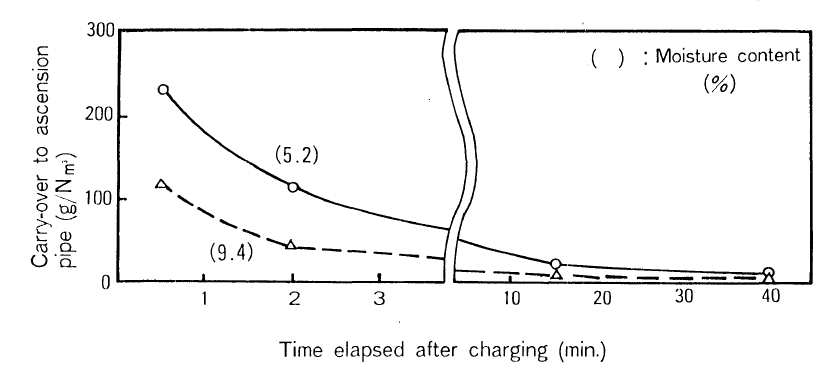 300
200
100
0
Carry-over to ascension
pipe (g/Nm³)
( ) : Moisture content
(%)
(5.2)
(9.4)
1 2 3 10 20 30 40
Time elapsed after charging (min.)